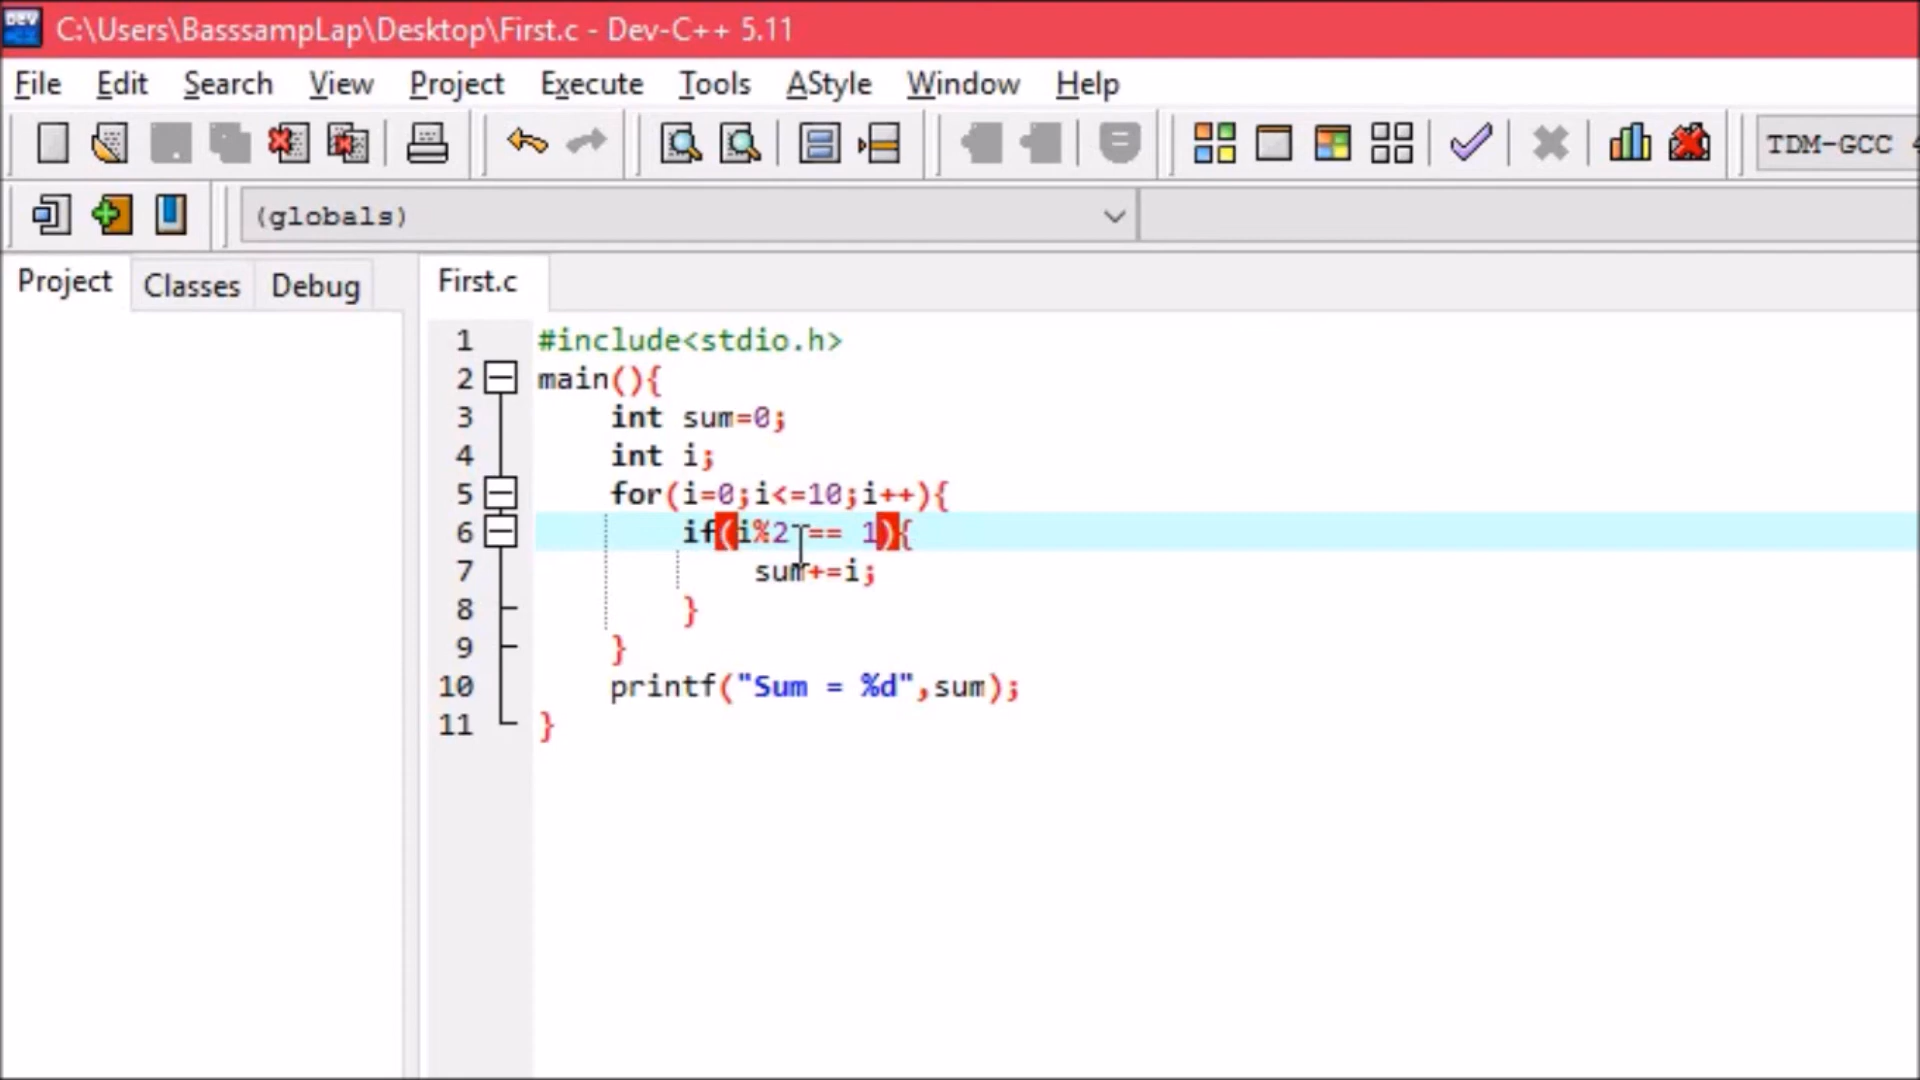 C:\Users\BasssampLap\Desktop\First.c - Dev-C++ 5.11
File Edit Search View Project Execute Tools AStyle Window Help
TDM-GCC 4
(globals)
Project Classes Debug First.c
1 #include<stdio.h>
2 main(){
3 int sum=0;
4 int i;
5 for(i=0;i<=10;i++){
6 if(i%2 == 1){
7 sum+=i;
8 }
9 }
10 printf("Sum = %d",sum);
11 }